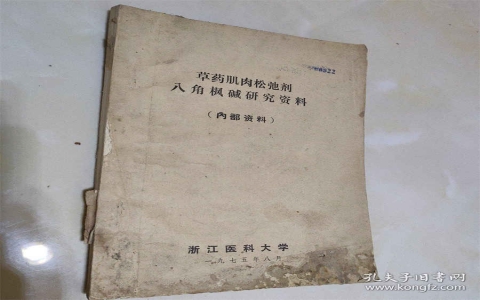 草药肌肉松弛剂
八角枫碱研究资料
（内部资料）
浙江医科大学
一九七五年八月
孔夫子旧书网
kongfz.com